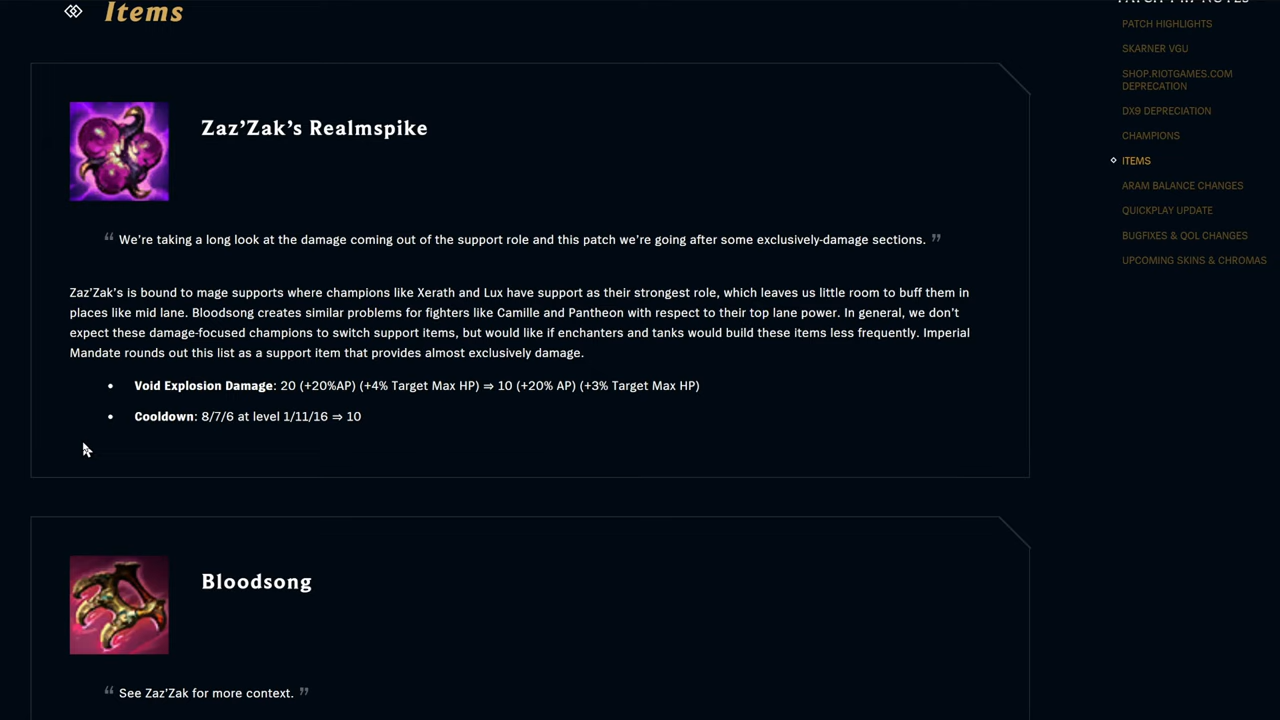 Items
Zaz’Zak’s Realmspike
“ We’re taking a long look at the damage coming out of the support role and this patch we’re going after some exclusively-damage sections. ”
Zaz’Zak’s is bound to mage supports where champions like Xerath and Lux have support as their strongest role, which leaves us little room to buff them in
places like mid lane. Bloodsong creates similar problems for fighters like Camille and Pantheon with respect to their top lane power. In general, we don’t
expect these damage-focused champions to switch support items, but would like if enchanters and tanks would build these items less frequently. Imperial
Mandate rounds out this list as a support item that provides almost exclusively damage.
• Void Explosion Damage: 20 (+20%AP) (+4% Target Max HP) ⇒ 10 (+20% AP) (+3% Target Max HP)
• Cooldown: 8/7/6 at level 1/11/16 ⇒ 10
Bloodsong
“ See Zaz’Zak for more context. ”
PATCH HIGHLIGHTS
SKARNER VGU
SHOP.RIOTGAMES.COM
DEPRECATION
DX9 DEPRECIATION
CHAMPIONS
ITEMS
ARAM BALANCE CHANGES
QUICKPLAY UPDATE
BUGFIXES & QOL CHANGES
UPCOMING SKINS & CHROMAS